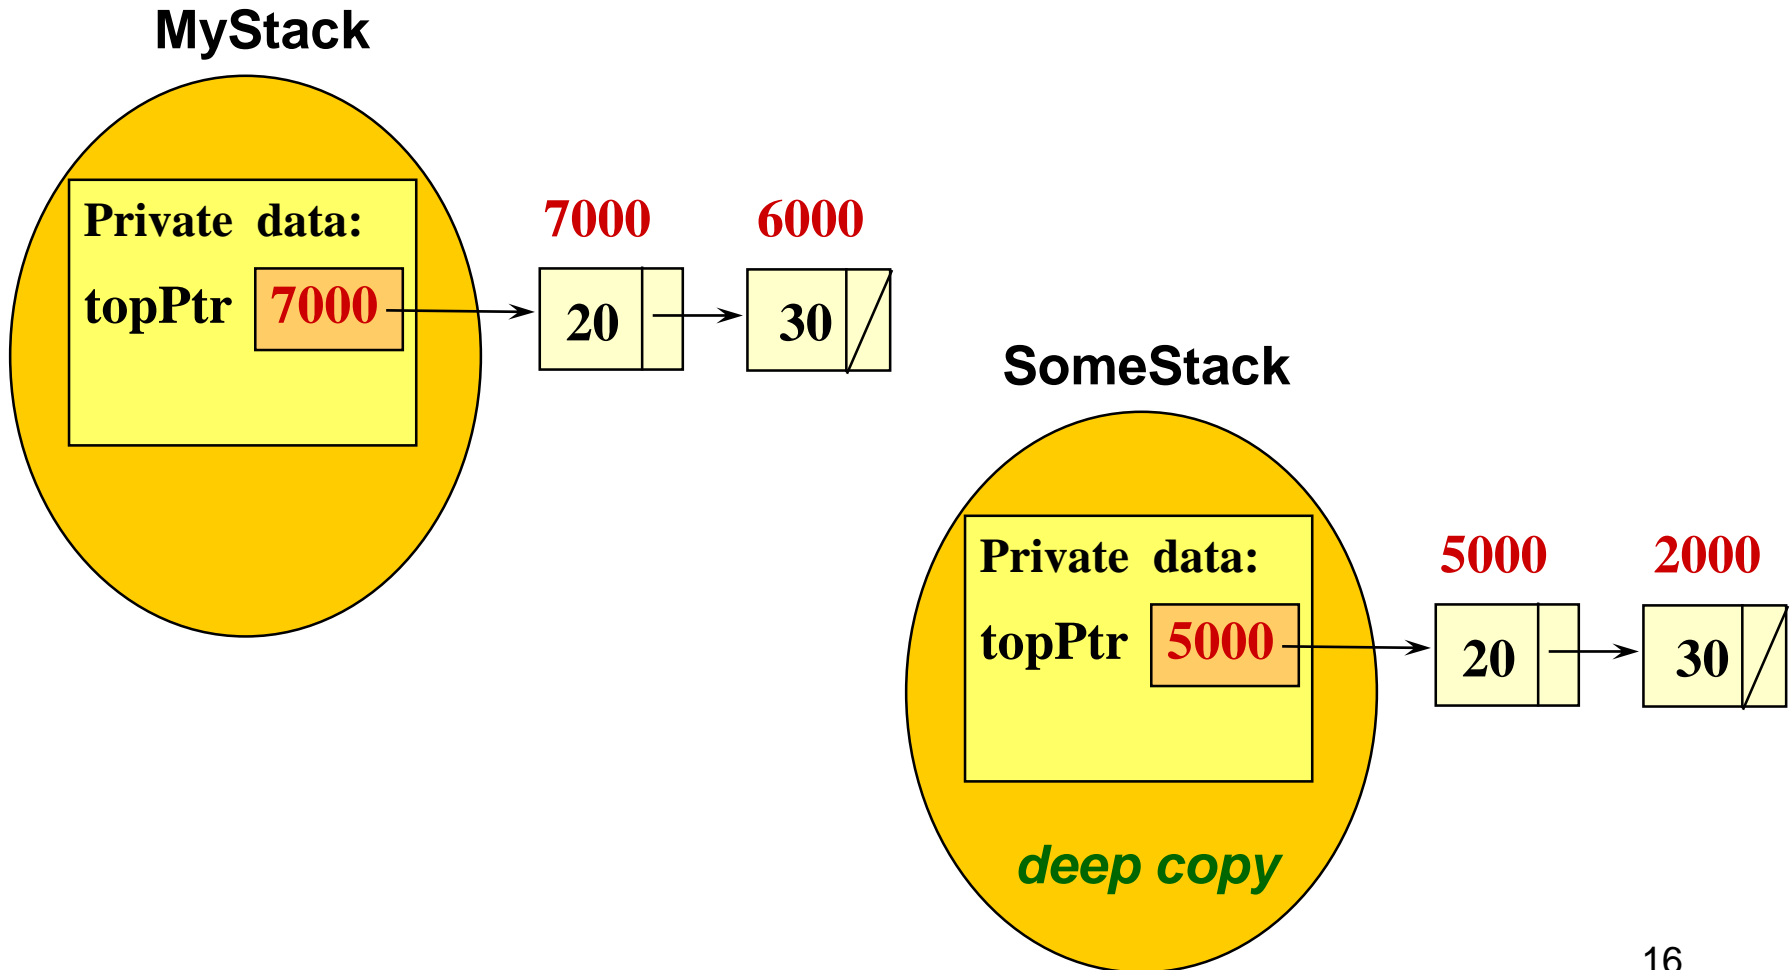 MyStack
Private data:
7000 6000
topPtr 7000
20 30
SomeStack
Private data:
5000 2000
topPtr 5000
20 30
deep copy
16